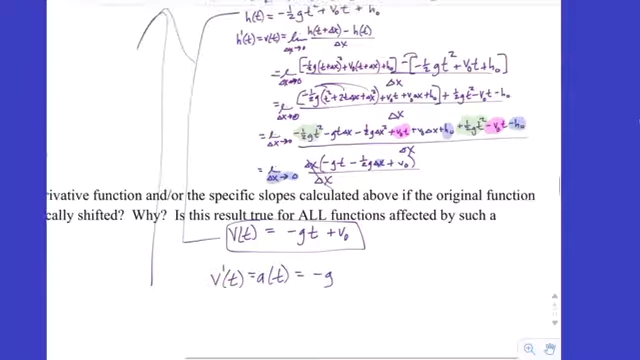 h(t) = -½gt² + v₀t + h₀
h'(t) = v(t) = lim Δx→0 h(t+Δx) - h(t) / Δx
= l Δx→0 [-½g(t+Δx)² + v₀(t+Δx) + h₀] - [-½gt² + v₀t + h₀] / Δx
= l Δx→0 [-½g(t² + 2tΔx + Δx²) + v₀t + v₀Δx + h₀] + ½gt² - v₀t - h₀ / Δx
= l Δx→0 -½gt² - gtΔx - ½gΔx² + v₀t + v₀Δx + h₀ + ½gt² - v₀t - h₀ / Δx
= l Δx→0 Δx(-gt - ½gΔx + v₀) / Δx
rivative function and/or the specific slopes calculated above if the original function
cally shifted? Why? Is this result true for ALL functions affected by such a
v(t) = -gt + v₀
v'(t) = a(t) = -g